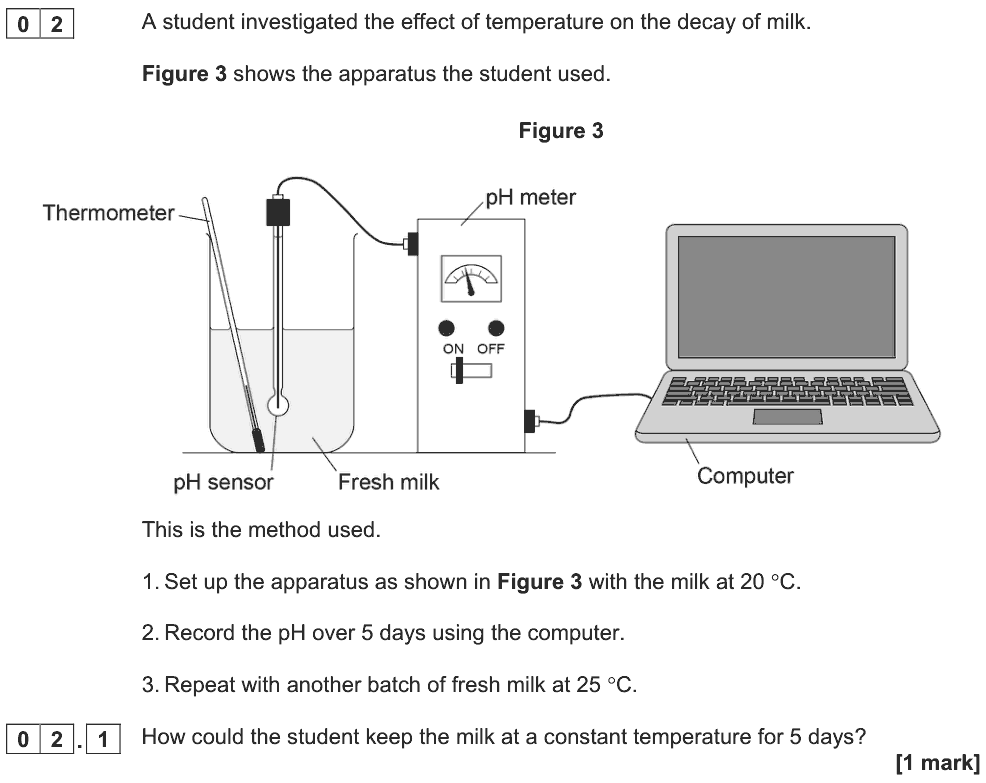 0 2 A student investigated the effect of temperature on the decay of milk.
Figure 3 shows the apparatus the student used.
Figure 3
Thermometer
pH meter
ON OFF
pH sensor
Fresh milk
Computer
This is the method used.
1. Set up the apparatus as shown in Figure 3 with the milk at 20 °C.
2. Record the pH over 5 days using the computer.
3. Repeat with another batch of fresh milk at 25 °C.
0 2 . 1 How could the student keep the milk at a constant temperature for 5 days?
[1 mark]